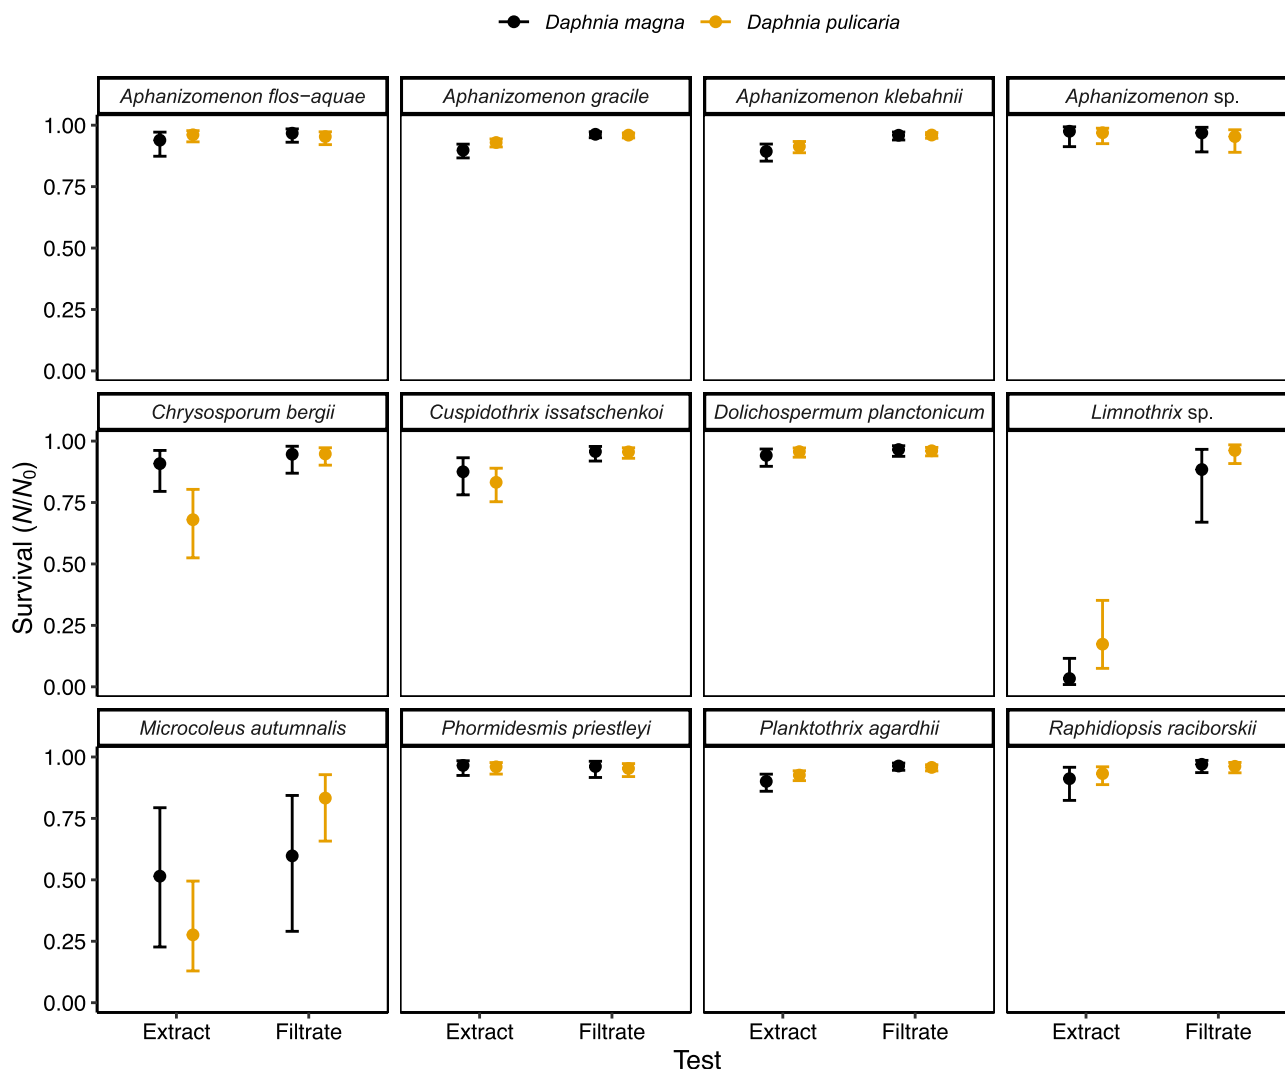 Daphnia magna Daphnia pulicaria
Aphanizomenon flos−aquae Aphanizomenon gracile Aphanizomenon klebahnii Aphanizomenon sp.
1.00
0.75
0.50
0.25
0.00
Chrysosporum bergii Cuspidothrix issatschenkoi Dolichospermum planctonicum Limnothrix sp.
1.00
0.75
0.50
0.25
0.00
Survival (N/N₀)
Microcoleus autumnalis Phormidesmis priestleyi Planktothrix agardhii Raphidiopsis raciborskii
1.00
0.75
0.50
0.25
0.00
Extract Filtrate Extract Filtrate Extract Filtrate Extract Filtrate
Test